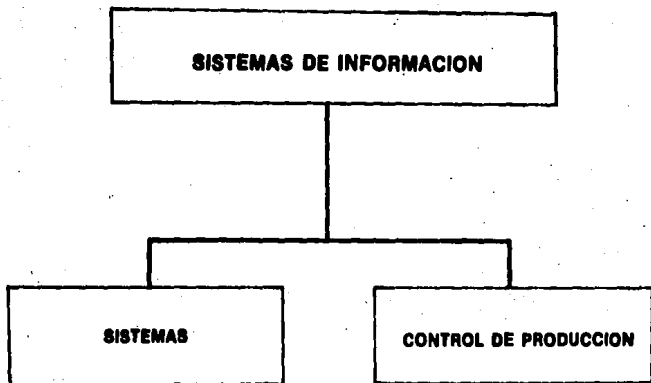 SISTEMAS DE INFORMACION
SISTEMAS
CONTROL DE PRODUCCION